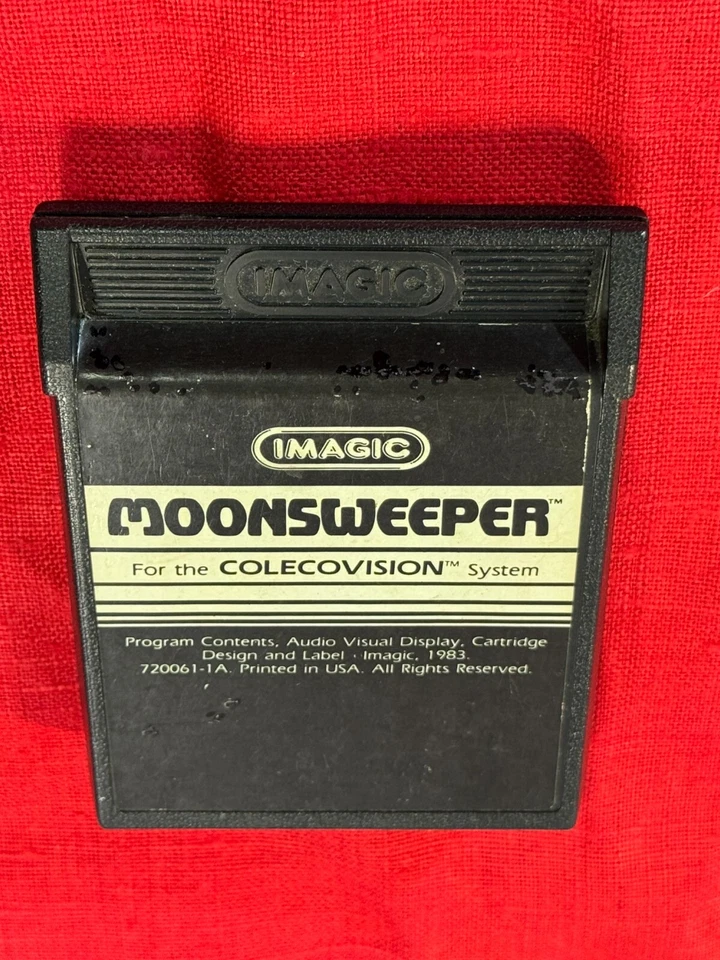 IMAGIC
IMAGIC
MOONSWEEPER™
For the COLECOVISION™ System
Program Contents, Audio Visual Display, Cartridge
Design and Label · Imagic, 1983.
720061-1A. Printed in USA. All Rights Reserved.